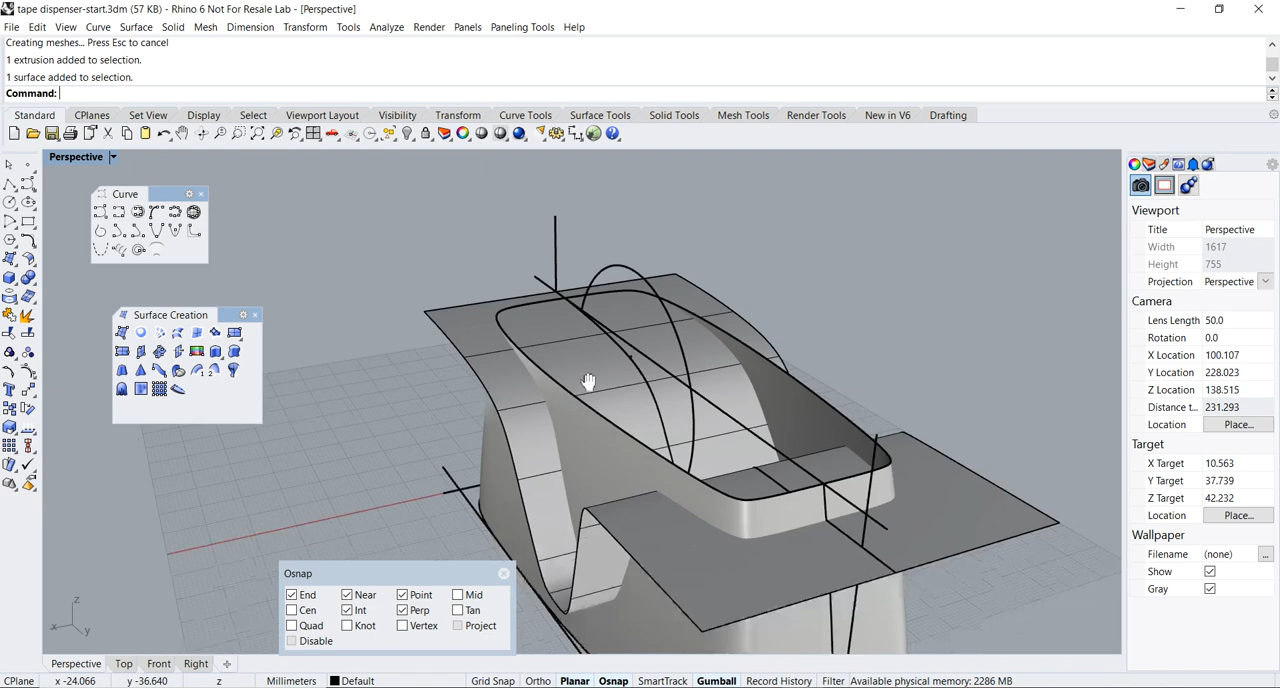 tape dispenser-start.3dm (57 KB) - Rhino 6 Not For Resale Lab - [Perspective]
File Edit View Curve Surface Solid Mesh Dimension Transform Tools Analyze Render Panels Paneling Tools Help
Creating meshes... Press Esc to cancel
1 extrusion added to selection.
1 surface added to selection.
Command:
Standard CPlanes Set View Display Select Viewport Layout Visibility Transform Curve Tools Surface Tools Solid Tools Mesh Tools Render Tools New in V6 Drafting
Perspective
Curve
Surface Creation
Osnap
End Near Point Mid
Cen Int Perp Tan
Quad Knot Vertex Project
Disable
z
x y
Viewport
Title Perspective
Width 1617
Height 755
Projection Perspective
Camera
Lens Length 50.0
Rotation 0.0
X Location 100.107
Y Location 228.023
Z Location 138.515
Distance t... 231.293
Location Place...
Target
X Target 10.563
Y Target 37.739
Z Target 42.232
Location Place...
Wallpaper
Filename (none) ...
Show
Gray
Perspective Top Front Right
CPlane x -24.066 y -36.640 z Millimeters Default Grid Snap Ortho Planar Osnap SmartTrack Gumball Record History Filter Available physical memory: 2286 MB